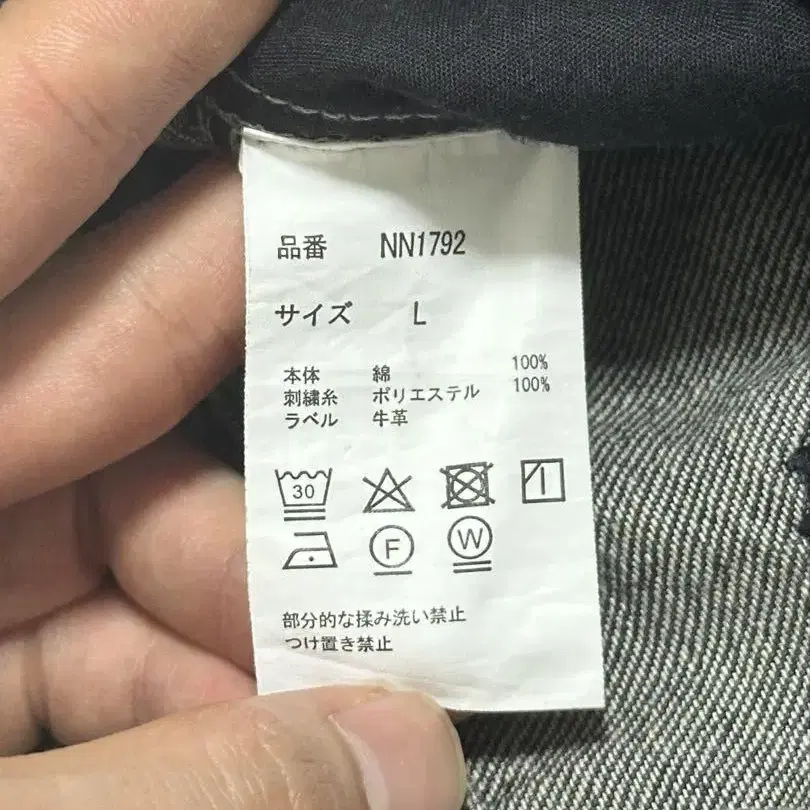 品番 NN1792
サイズ L
本体 綿 100%
刺繍糸 ポリエステル 100%
ラベル 牛革
30
F W
部分的な揉み洗い禁止
つけ置き禁止